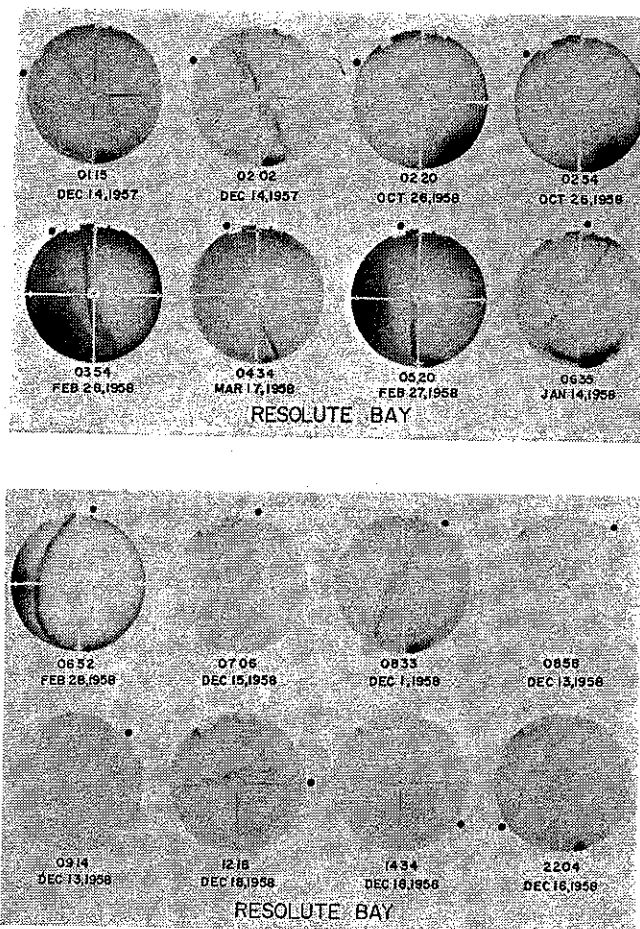 0115 0202 0220 0254
DEC 14,1957 DEC 14,1957 OCT 26,1958 OCT 26,1958
0354 0434 0520 0635
FEB 26,1958 MAR 17,1958 FEB 27,1958 JAN 14,1958
RESOLUTE BAY
0652 0706 0833 0858
FEB 28,1958 DEC 15,1958 DEC 1,1958 DEC 13,1958
0914 1216 1434 2204
DEC 13,1958 DEC 18,1958 DEC 18,1958 DEC 16,1958
RESOLUTE BAY